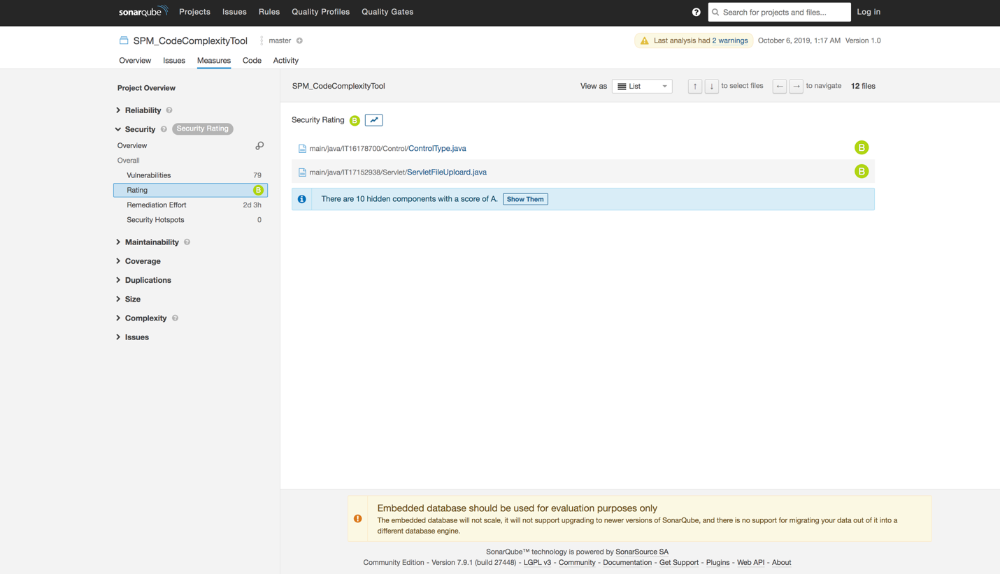 sonarqube Projects Issues Rules Quality Profiles Quality Gates ? Search for projects and files... Log in
SPM_CodeComplexityTool master Last analysis had 2 warnings October 6, 2019, 1:17 AM Version 1.0
Overview Issues Measures Code Activity
Project Overview
Reliability ?
Security ? Security Rating
Overview
Overall
Vulnerabilities 79
Rating B
Remediation Effort 2d 3h
Security Hotspots 0
Maintainability ?
Coverage
Duplications
Size
Complexity ?
Issues
SPM_CodeComplexityTool View as List ↑ ↓ to select files ← → to navigate 12 files
Security Rating B
main/java/IT16178700/Control/ControlType.java B
main/java/IT17152938/Servlet/ServletFileUploard.java B
There are 10 hidden components with a score of A. Show Them
Embedded database should be used for evaluation purposes only
The embedded database will not scale, it will not support upgrading to newer versions of SonarQube, and there is no support for migrating your data out of it into a
different database engine.
SonarQube™ technology is powered by SonarSource SA
Community Edition - Version 7.9.1 (build 27448) - LGPL v3 - Community - Documentation - Get Support - Plugins - Web API - About